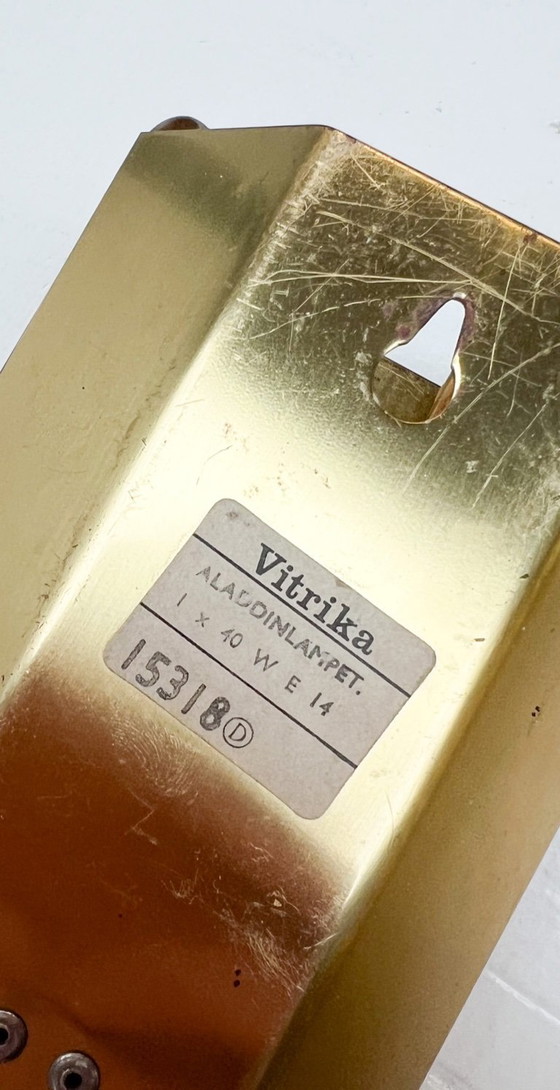 Vitrika
ALADDINLAMPET.
1 x 40 W E 14
15318 Ⓓ